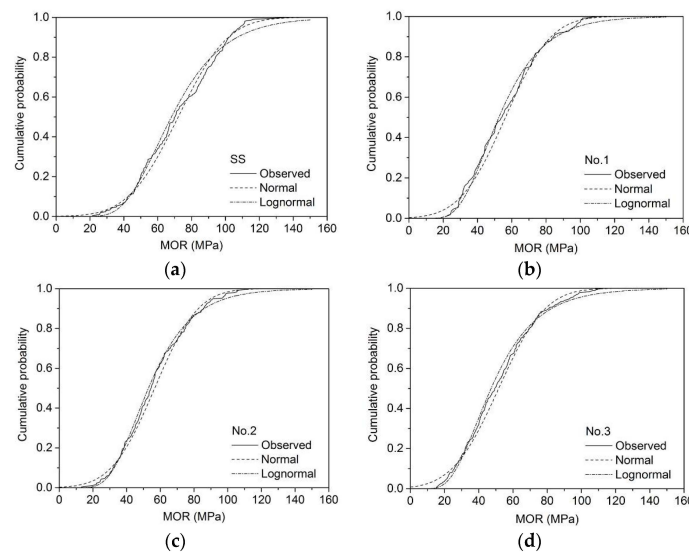 1.0
0.8
0.6
0.4
0.2
0.0
Cumulative probability
SS
Observed
Normal
Lognormal
0 20 40 60 80 100 120 140 160
MOR (MPa)
(a)
1.0
0.8
0.6
0.4
0.2
0.0
Cumulative probability
No.1
Observed
Normal
Lognormal
0 20 40 60 80 100 120 140 160
MOR (MPa)
(b)
1.0
0.8
0.6
0.4
0.2
0.0
Cumulative probability
No.2
Observed
Normal
Lognormal
0 20 40 60 80 100 120 140 160
MOR (MPa)
(c)
1.0
0.8
0.6
0.4
0.2
0.0
Cumulative probability
No.3
Observed
Normal
Lognormal
0 20 40 60 80 100 120 140 160
MOR (MPa)
(d)